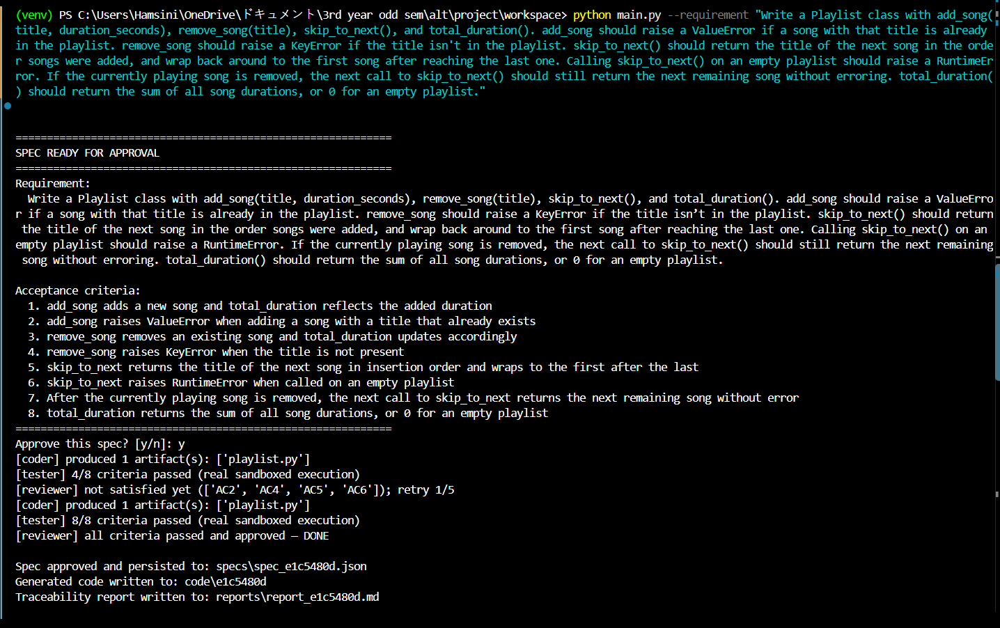 (venv) PS C:\Users\Hamsini\OneDrive\ドキュメント\3rd year odd sem\alt\project\workspace> python main.py --requirement "Write a Playlist class with add_song(
title, duration_seconds), remove_song(title), skip_to_next(), and total_duration(). add_song should raise a ValueError if a song with that title is already
in the playlist. remove_song should raise a KeyError if the title isn't in the playlist. skip_to_next() should return the title of the next song in the orde
r songs were added, and wrap back around to the first song after reaching the last one. Calling skip_to_next() on an empty playlist should raise a RuntimeEr
ror. If the currently playing song is removed, the next call to skip_to_next() should still return the next remaining song without erroring. total_duration(
) should return the sum of all song durations, or 0 for an empty playlist."
============================================================
SPEC READY FOR APPROVAL
============================================================
Requirement:
Write a Playlist class with add_song(title, duration_seconds), remove_song(title), skip_to_next(), and total_duration(). add_song should raise a ValueErro
r if a song with that title is already in the playlist. remove_song should raise a KeyError if the title isn’t in the playlist. skip_to_next() should return
the title of the next song in the order songs were added, and wrap back around to the first song after reaching the last one. Calling skip_to_next() on an
empty playlist should raise a RuntimeError. If the currently playing song is removed, the next call to skip_to_next() should still return the next remaining
song without erroring. total_duration() should return the sum of all song durations, or 0 for an empty playlist.
Acceptance criteria:
1. add_song adds a new song and total_duration reflects the added duration
2. add_song raises ValueError when adding a song with a title that already exists
3. remove_song removes an existing song and total_duration updates accordingly
4. remove_song raises KeyError when the title is not present
5. skip_to_next returns the title of the next song in insertion order and wraps to the first after the last
6. skip_to_next raises RuntimeError when called on an empty playlist
7. After the currently playing song is removed, the next call to skip_to_next returns the next remaining song without error
8. total_duration returns the sum of all song durations, or 0 for an empty playlist
============================================================
Approve this spec? [y/n]: y
[coder] produced 1 artifact(s): ['playlist.py']
[tester] 4/8 criteria passed (real sandboxed execution)
[reviewer] not satisfied yet (['AC2', 'AC4', 'AC5', 'AC6']); retry 1/5
[coder] produced 1 artifact(s): ['playlist.py']
[tester] 8/8 criteria passed (real sandboxed execution)
[reviewer] all criteria passed and approved — DONE
Spec approved and persisted to: specs\spec_e1c5480d.json
Generated code written to: code\e1c5480d
Traceability report written to: reports\report_e1c5480d.md